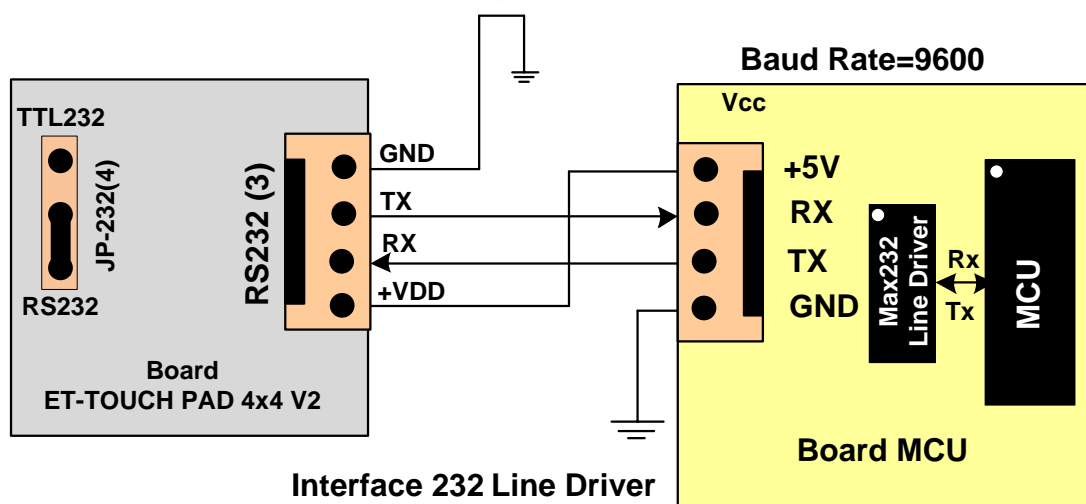 Baud Rate=9600
TTL232
JP-232(4)
RS232
RS232 (3)
GND
TX
RX
+VDD
Board
ET-TOUCH PAD 4x4 V2
Vcc
+5V
RX
TX
GND
Max232
Line Driver
Rx
Tx
MCU
Board MCU
Interface 232 Line Driver